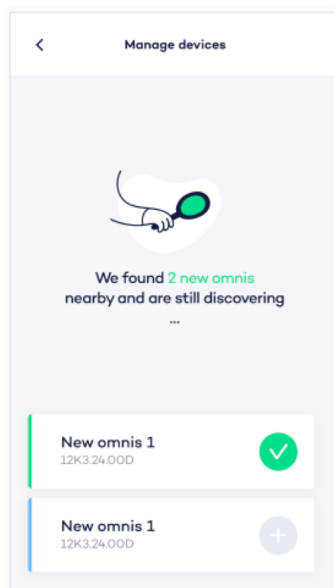 Manage devices
We found 2 new omnis
nearby and are still discovering
...
New omnis 1
12K3.24.00D
New omnis 1
12K3.24.00D